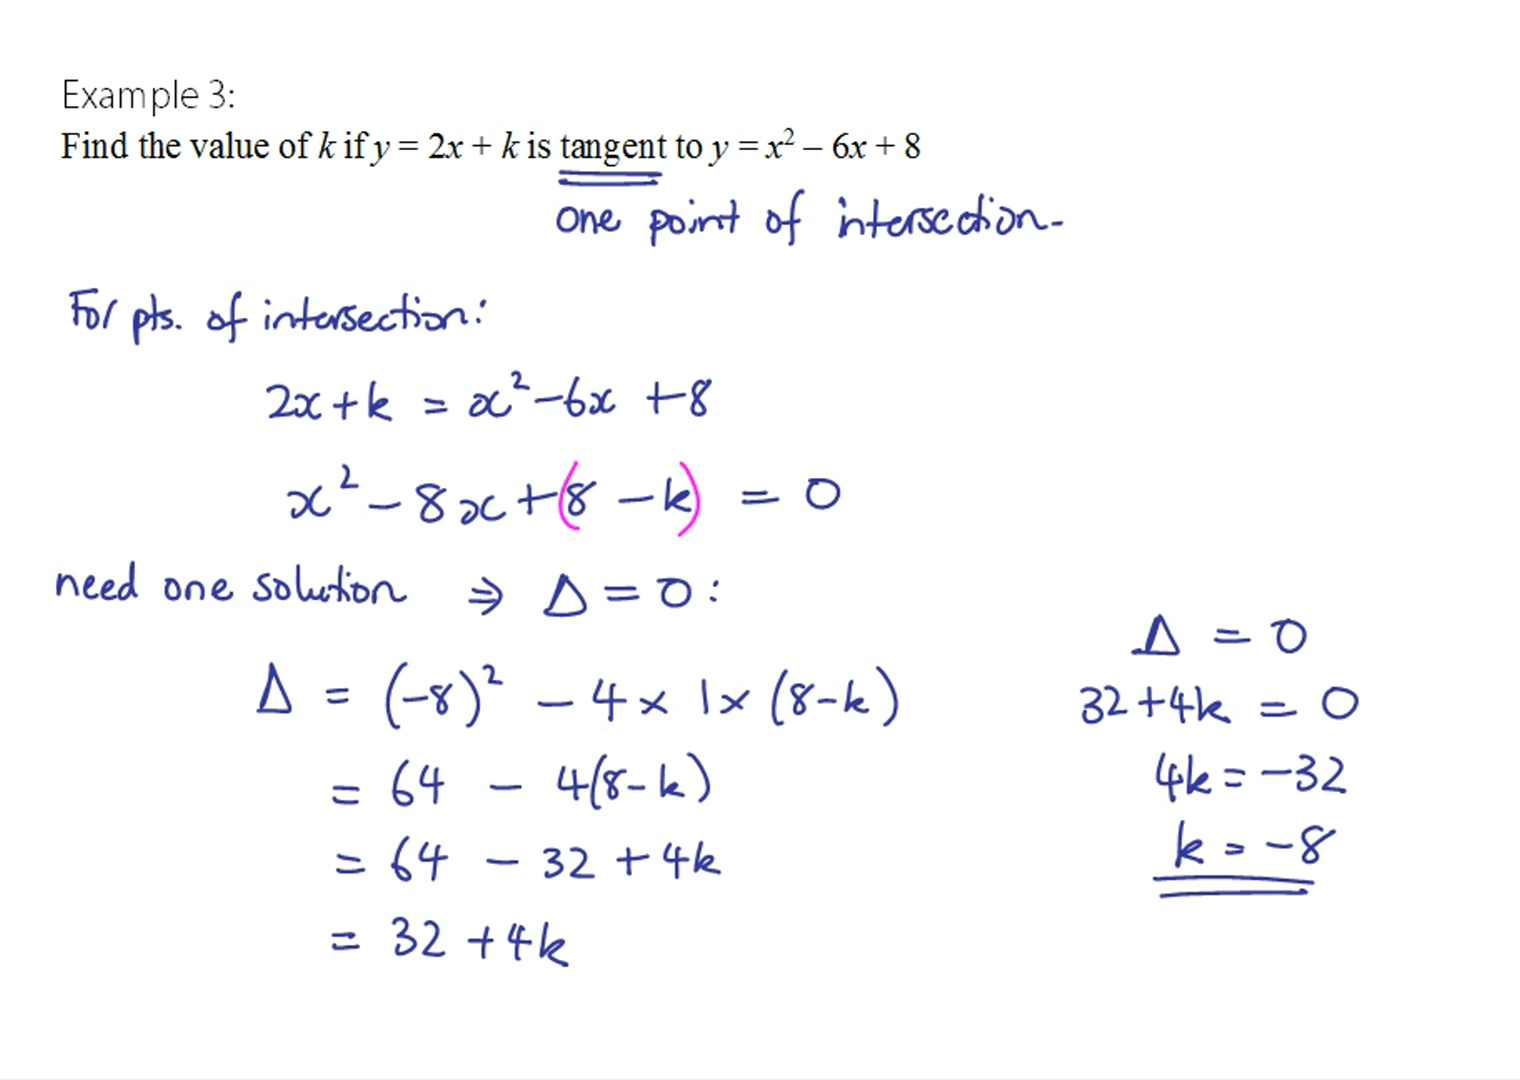 Example 3:
Find the value of k if y = 2x + k is tangent to y = x² – 6x + 8
one point of intersection-
For pts. of intersection:
2x + k = x² - 6x + 8
x² - 8x + (8 - k) = 0
need one solution ⇒ Δ = 0:
Δ = (-8)² - 4 × 1 × (8-k)
= 64 - 4(8-k)
= 64 - 32 + 4k
= 32 + 4k
Δ = 0
32 + 4k = 0
4k = -32
k = -8